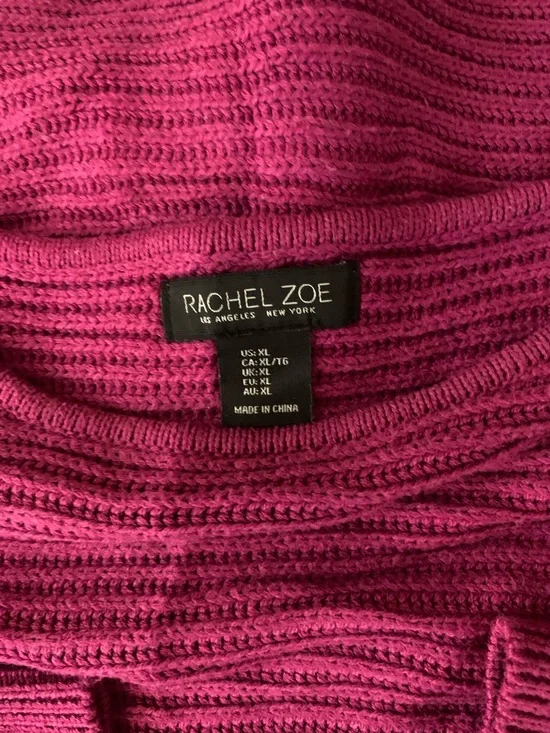 RACHEL ZOE
LOS ANGELES NEW YORK
US: XL
CA: XL/TG
UK: XL
EU: XL
AU: XL
MADE IN CHINA